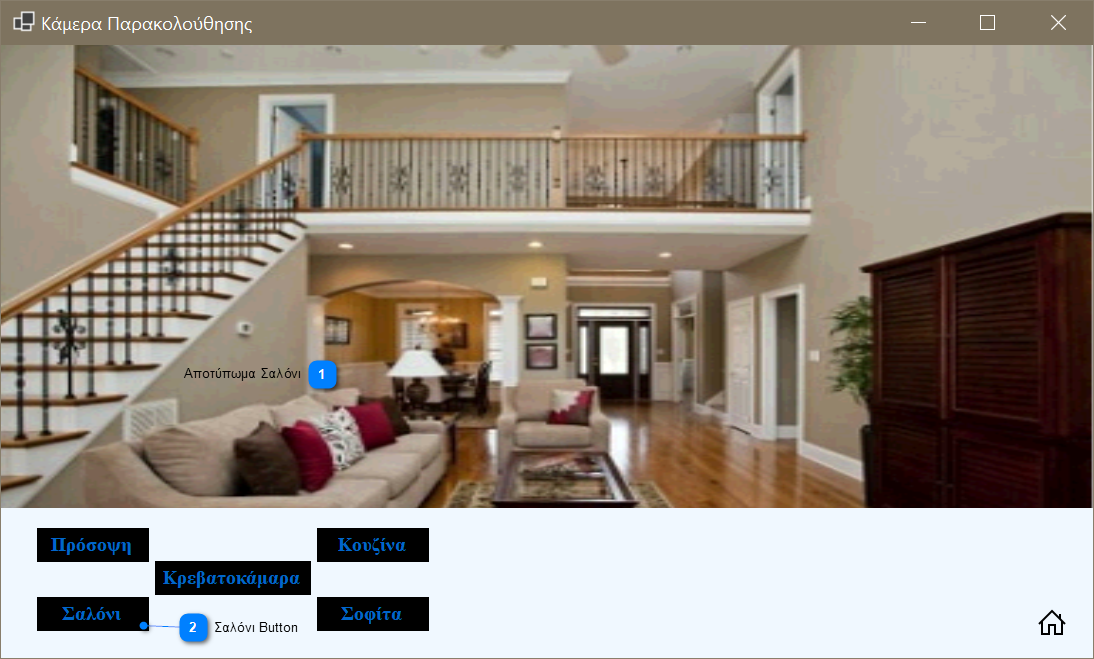 Κάμερα Παρακολούθησης
Αποτύπωμα Σαλόνι 1
Πρόσοψη
Κουζίνα
Κρεβατοκάμαρα
Σαλόνι
Σοφίτα
2 Σαλόνι Button